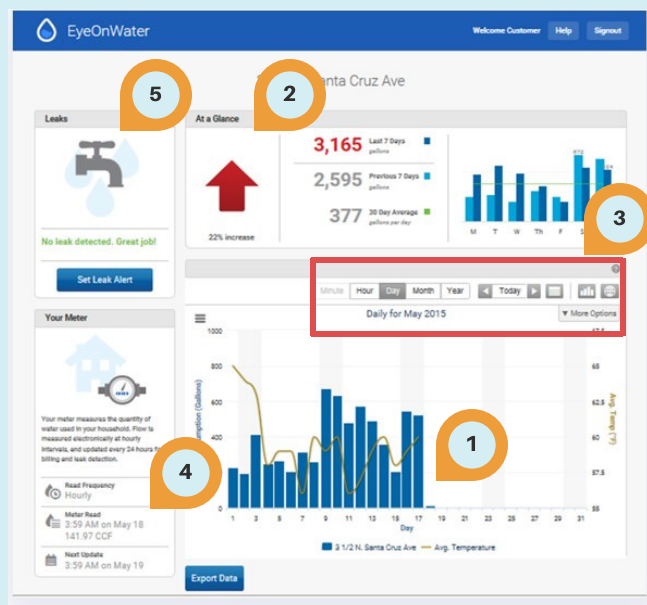 EyeOnWater
Welcome Customer Help Signout
anta Cruz Ave
5
2
Leaks
No leak detected. Great job!
Set Leak Alert
At a Glance
22% increase
3,165 Last 7 Days
gallons
2,595 Previous 7 Days
gallons
377 30 Day Average
gallons per day
872
M T W Th F S
3
Minute Hour Day Month Year Today
Daily for May 2015
More Options
Your Meter
Your meter measures the quantity of
water used in your household. Flow is
measured electronically at hourly
intervals, and updated every 24 hours for
billing and leak detection.
Read Frequency
Hourly
Meter Read
3:59 AM on May 18
141.97 CCF
Next Update
3:59 AM on May 19
4
1
1000
800
600
400
0
sumption (Gallons)
65
62.5
60
57.5
55
Avg. Temp (°F)
1 3 5 7 9 11 13 15 17 19 21 23 25 27 29 31
Day
3 1/2 N. Santa Cruz Ave Avg. Temperature
Export Data